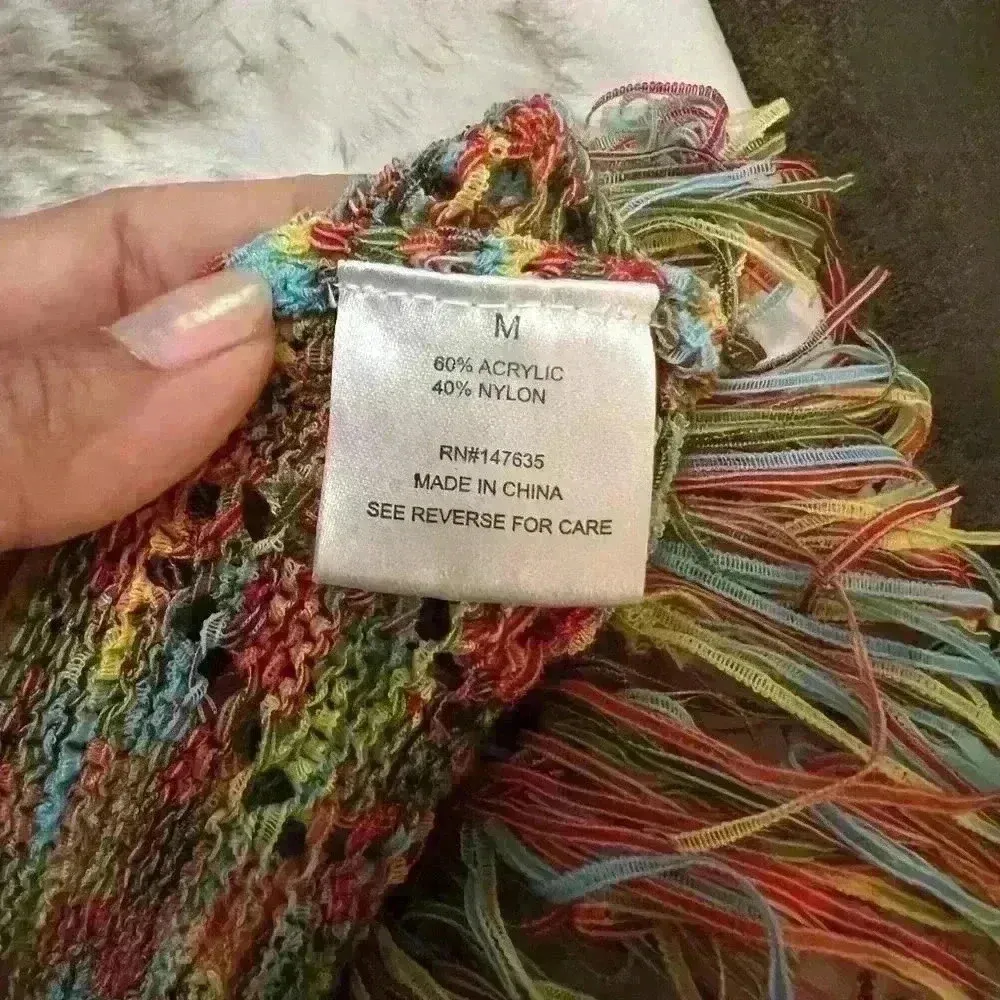 M
60% ACRYLIC
40% NYLON
RN#147635
MADE IN CHINA
SEE REVERSE FOR CARE